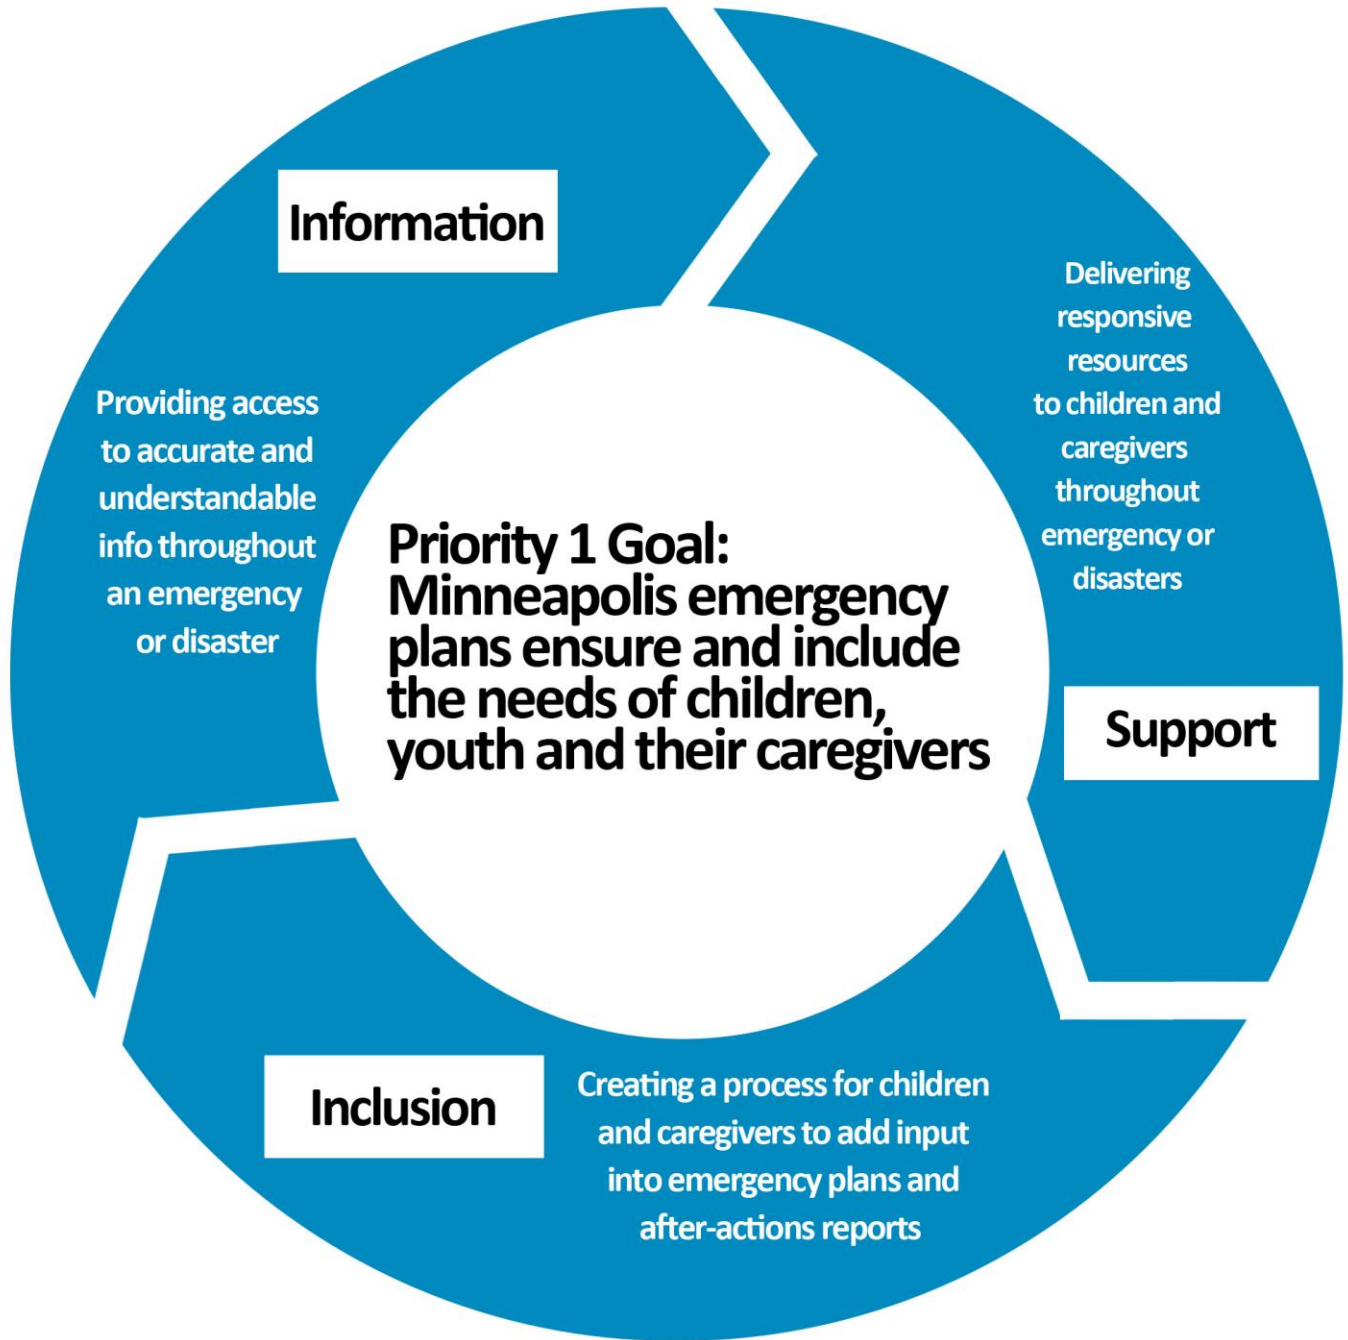 Information
Providing access
to accurate and
understandable
info throughout
an emergency
or disaster
Delivering
responsive
resources
to children and
caregivers
throughout
emergency or
disasters
Support
Priority 1 Goal:
Minneapolis emergency
plans ensure and include
the needs of children,
youth and their caregivers
Inclusion
Creating a process for children
and caregivers to add input
into emergency plans and
after-actions reports